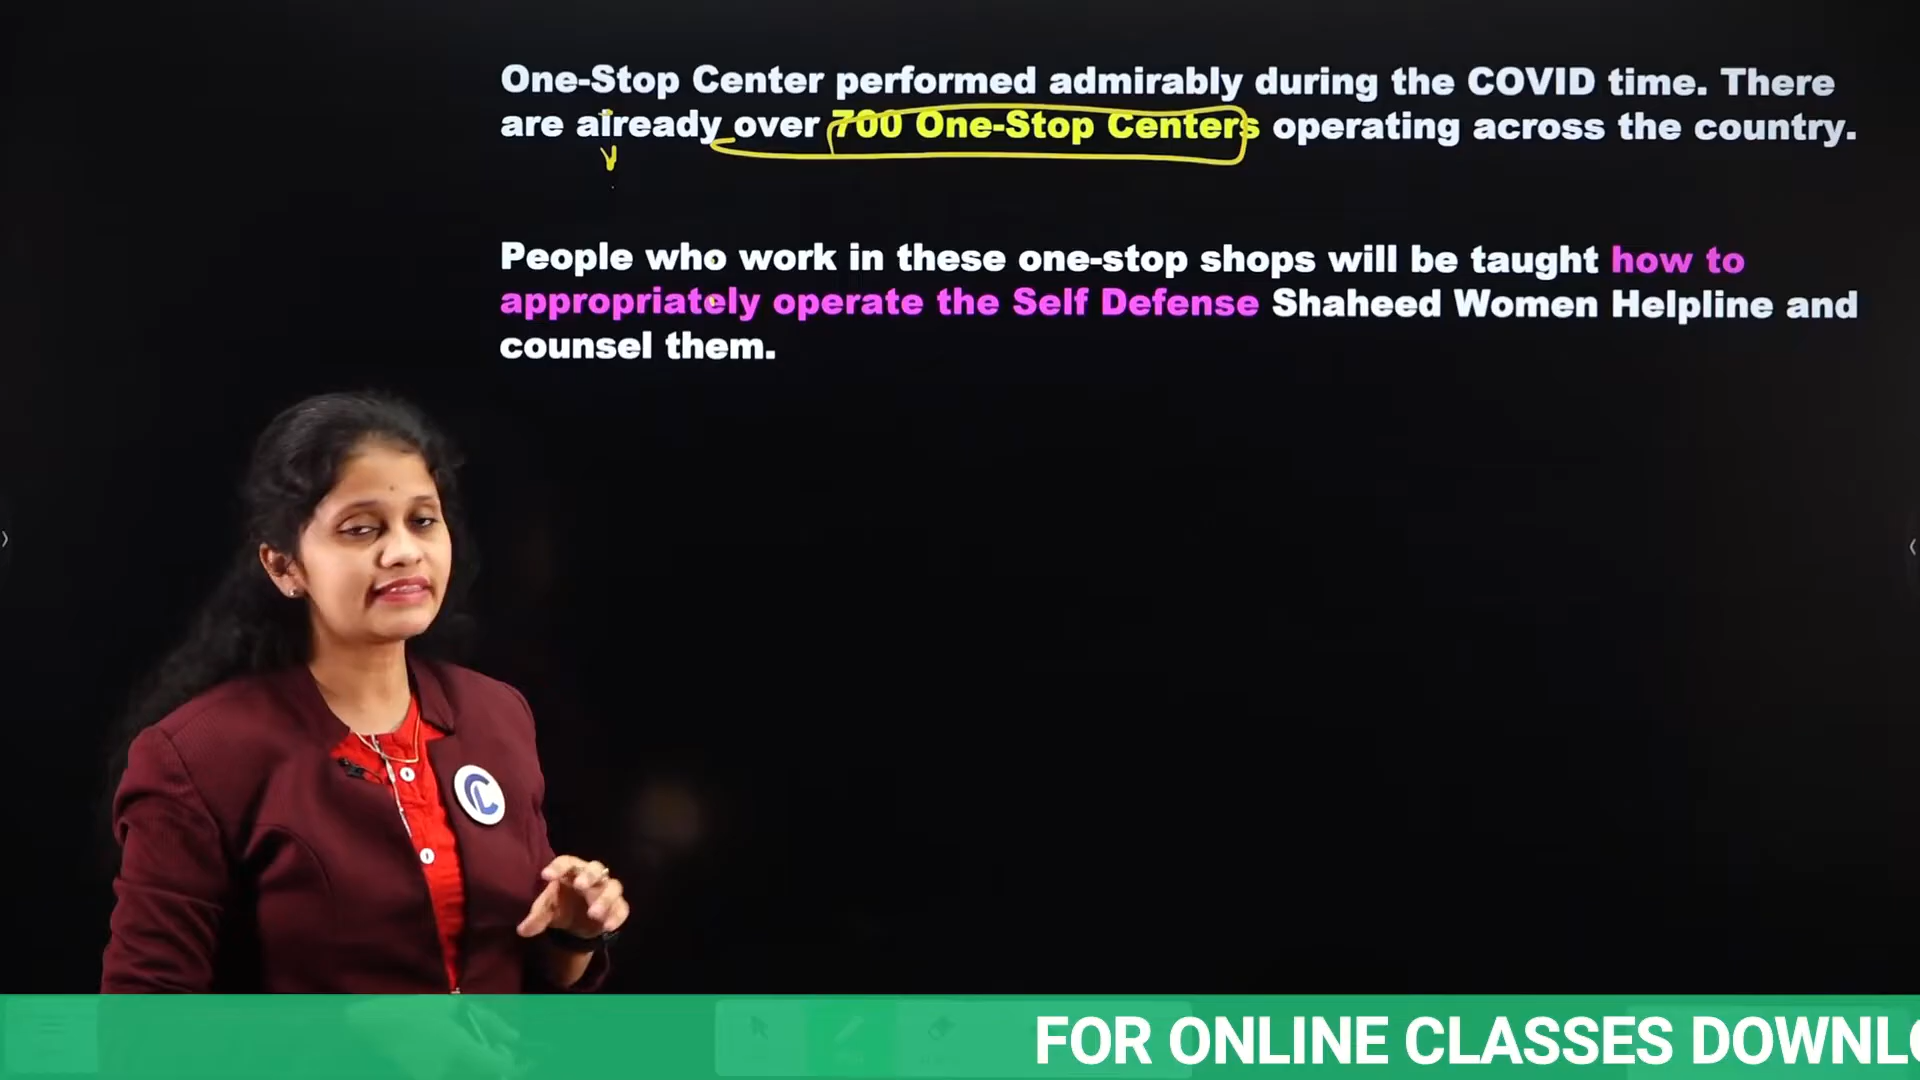 One-Stop Center performed admirably during the COVID time. There
are already over 700 One-Stop Centers operating across the country.
People who work in these one-stop shops will be taught how to
appropriately operate the Self Defense Shaheed Women Helpline and
counsel them.
FOR ONLINE CLASSES DOWNLO